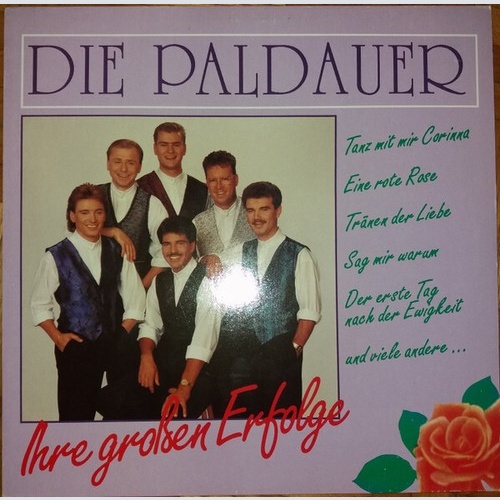 DIE PALDAUER
Tanz mit mir Corinna
Eine rote Rose
Tränen der Liebe
Sag mir warum
Der erste Tag
nach der Ewigkeit
und viele andere ...
Ihre großen Erfolge